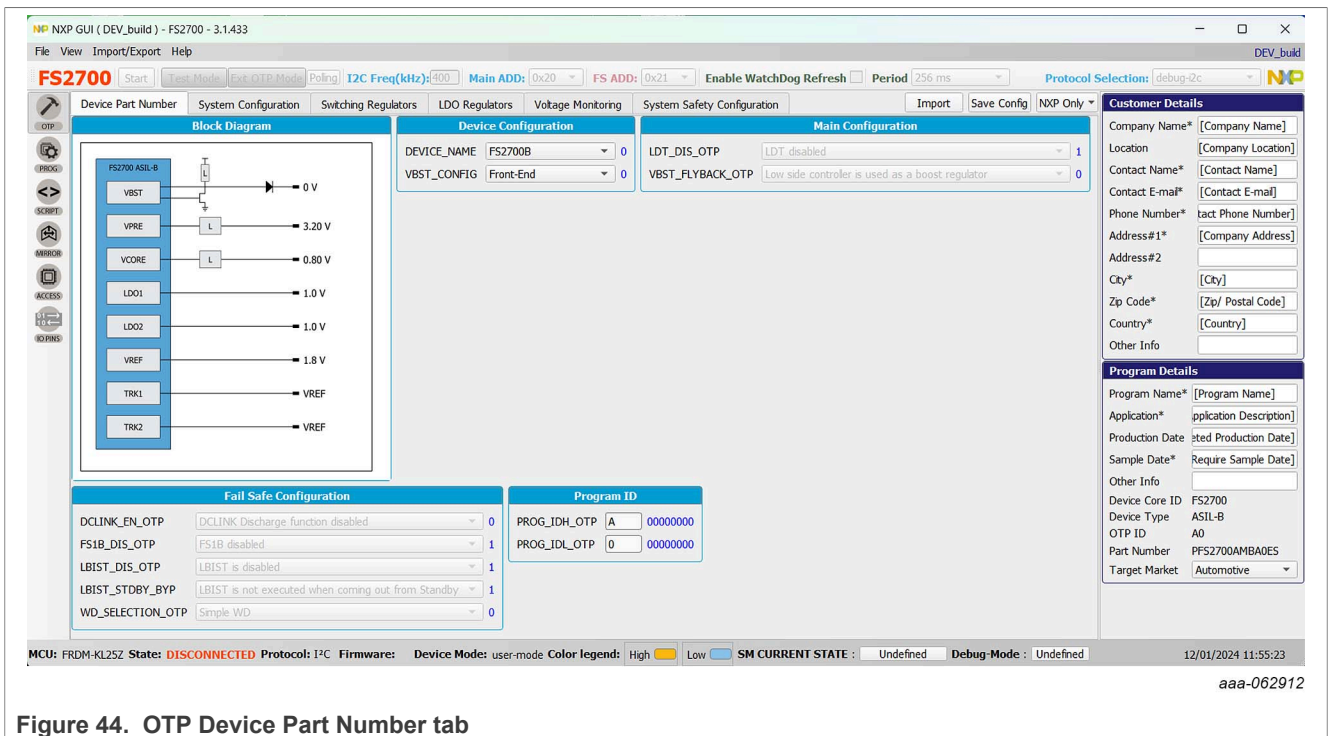 NXP GUI ( DEV_build ) - FS2700 - 3.1.433
File View Import/Export Help DEV_build
FS2700 Start Test Mode Ext OTP Mode Poling I2C Freq(kHz): 400 Main ADD: 0x20 FS ADD: 0x21 Enable WatchDog Refresh Period 256 ms Protocol Selection: debug-i2c NXP
Device Part Number System Configuration Switching Regulators LDO Regulators Voltage Monitoring System Safety Configuration Import Save Config NXP Only
OTP
PROG
SCRIPT
MIRROR
ACCESS
IO PINS
Block Diagram
FS2700 ASIL-B
L
VBST 0 V
VPRE L 3.20 V
VCORE L 0.80 V
LDO1 1.0 V
LDO2 1.0 V
VREF 1.8 V
TRK1 VREF
TRK2 VREF
Device Configuration
DEVICE_NAME FS2700B 0
VBST_CONFIG Front-End 0
Main Configuration
LDT_DIS_OTP LDT disabled 1
VBST_FLYBACK_OTP Low side controller is used as a boost regulator 0
Fail Safe Configuration
DCLINK_EN_OTP DCLINK Discharge function disabled 0
FS1B_DIS_OTP FS1B disabled 1
LBIST_DIS_OTP LBIST is disabled 1
LBIST_STDBY_BYP LBIST is not executed when coming out from Standby 1
WD_SELECTION_OTP Simple WD 0
Program ID
PROG_IDH_OTP A 00000000
PROG_IDL_OTP 0 00000000
Customer Details
Company Name* [Company Name]
Location [Company Location]
Contact Name* [Contact Name]
Contact E-mail* [Contact E-mail]
Phone Number* tact Phone Number]
Address#1* [Company Address]
Address#2
City* [City]
Zip Code* [Zip/ Postal Code]
Country* [Country]
Other Info
Program Details
Program Name* [Program Name]
Application* pplication Description]
Production Date eted Production Date]
Sample Date* Require Sample Date]
Other Info
Device Core ID FS2700
Device Type ASIL-B
OTP ID A0
Part Number PFS2700AMBA0ES
Target Market Automotive
MCU: FRDM-KL25Z State: DISCONNECTED Protocol: I²C Firmware: Device Mode: user-mode Color legend: High Low SM CURRENT STATE : Undefined Debug-Mode : Undefined 12/01/2024 11:55:23
aaa-062912
Figure 44. OTP Device Part Number tab